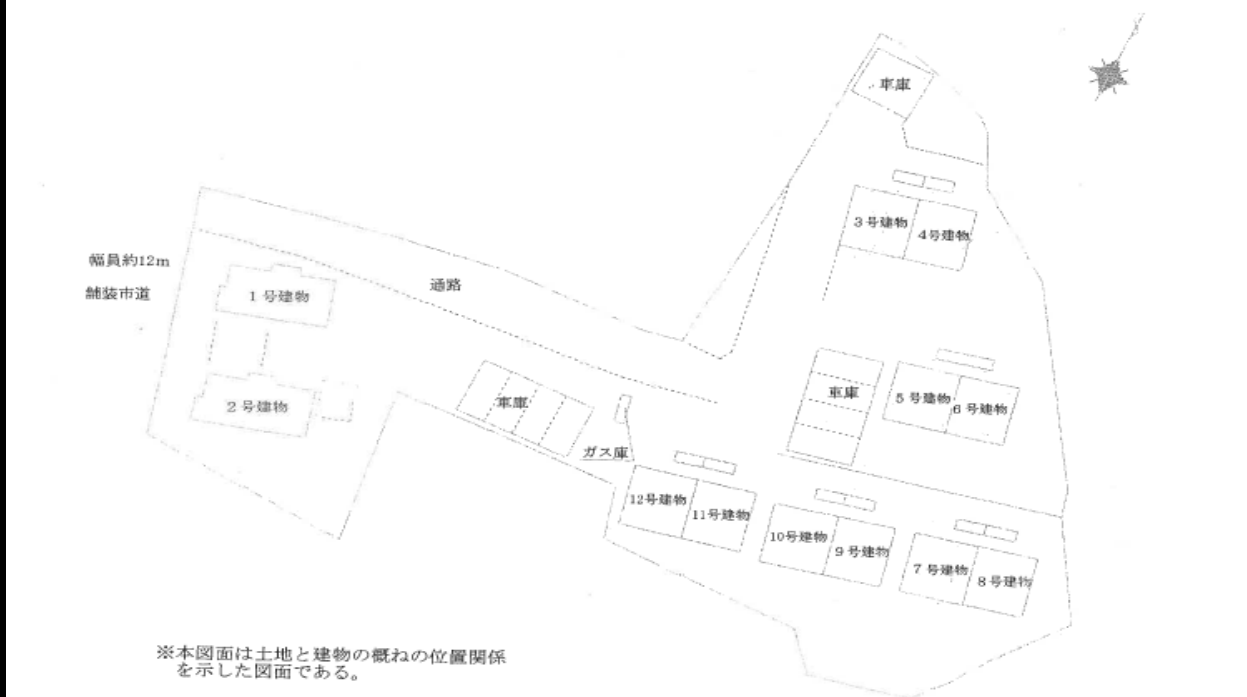 車庫
3号建物
4号建物
幅員約12m
舗装市道
通路
1号建物
車庫
5号建物
6号建物
2号建物
車庫
ガス庫
12号建物
11号建物
10号建物
9号建物
7号建物
8号建物
※本図面は土地と建物の概ねの位置関係
を示した図面である。